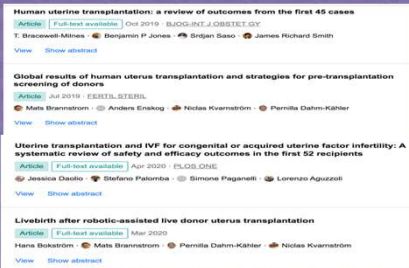 Human uterine transplantation: a review of outcomes from the first 45 cases
Article Full-text available Oct 2019 · BJOG-INT J OBSTET GY
T. Bracewell-Milnes · Benjamin P Jones · Srdjan Saso · James Richard Smith
View Show abstract
Global results of human uterus transplantation and strategies for pre-transplantation
screening of donors
Article Jul 2019 · FERTIL STERIL
Mats Brannstrom · Anders Enskog · Niclas Kvarnström · Pernilla Dahm-Kähler
View Show abstract
Uterine transplantation and IVF for congenital or acquired uterine factor infertility: A
systematic review of safety and efficacy outcomes in the first 52 recipients
Article Full-text available Apr 2020 · PLOS ONE
Jessica Daolio · Stefano Palomba · Simone Paganelli · Lorenzo Aguzzoli
View Show abstract
Livebirth after robotic-assisted live donor uterus transplantation
Article Full-text available Mar 2020
Hans Bokström · Mats Brannstrom · Pernilla Dahm-Kähler · Niclas Kvarnström
View Show abstract